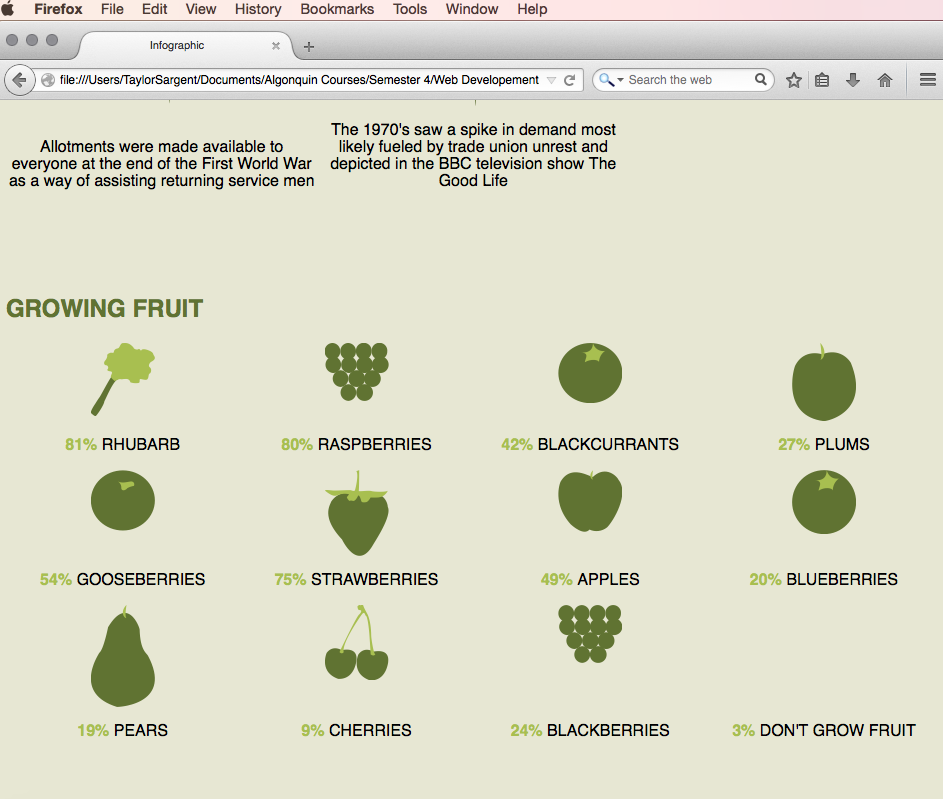 Firefox File Edit View History Bookmarks Tools Window Help
Infographic
file:///Users/TaylorSargent/Documents/Algonquin Courses/Semester 4/Web Developement
Search the web
Allotments were made available to
everyone at the end of the First World War
as a way of assisting returning service men
The 1970's saw a spike in demand most
likely fueled by trade union unrest and
depicted in the BBC television show The
Good Life
GROWING FRUIT
81% RHUBARB
80% RASPBERRIES
42% BLACKCURRANTS
27% PLUMS
54% GOOSEBERRIES
75% STRAWBERRIES
49% APPLES
20% BLUEBERRIES
19% PEARS
9% CHERRIES
24% BLACKBERRIES
3% DON'T GROW FRUIT